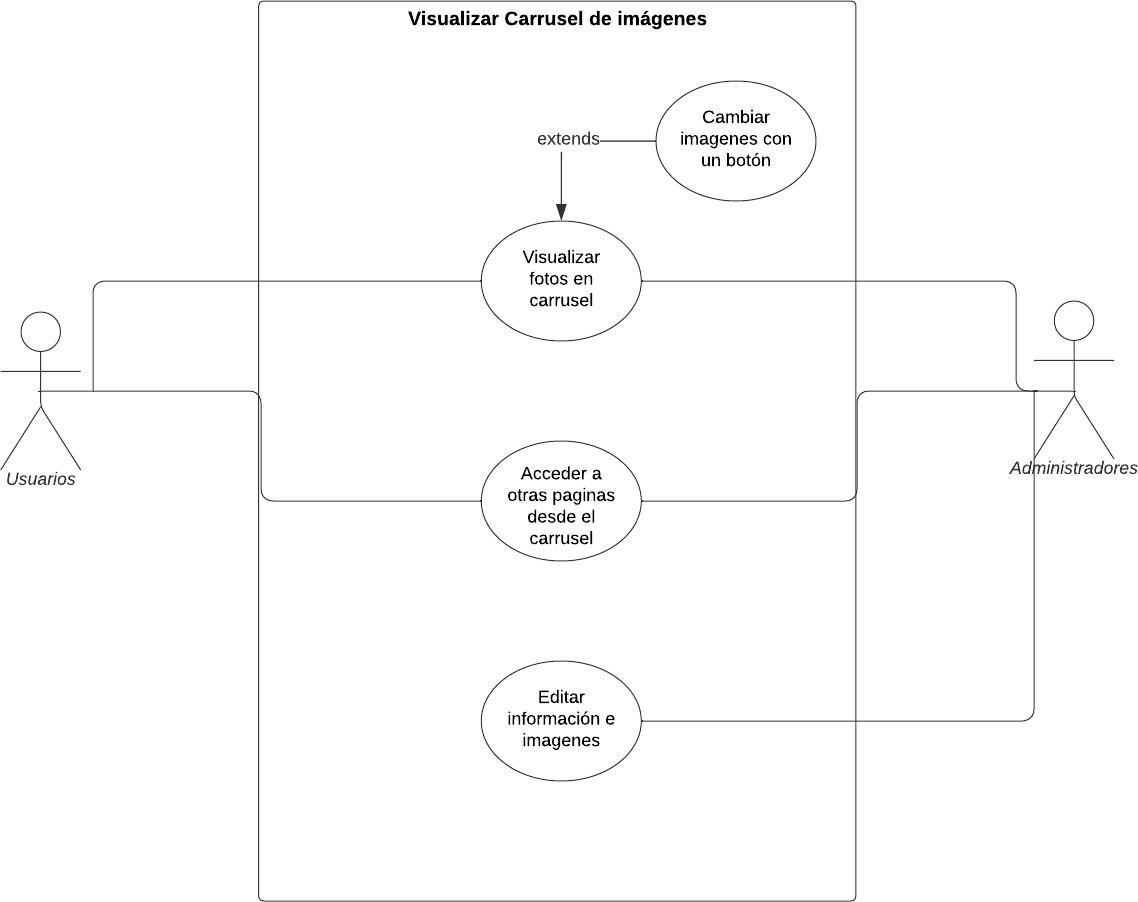 Visualizar Carrusel de imágenes
Cambiar
imagenes con
un botón
extends
Visualizar
fotos en
carrusel
Usuarios
Administradores
Acceder a
otras paginas
desde el
carrusel
Editar
información e
imagenes